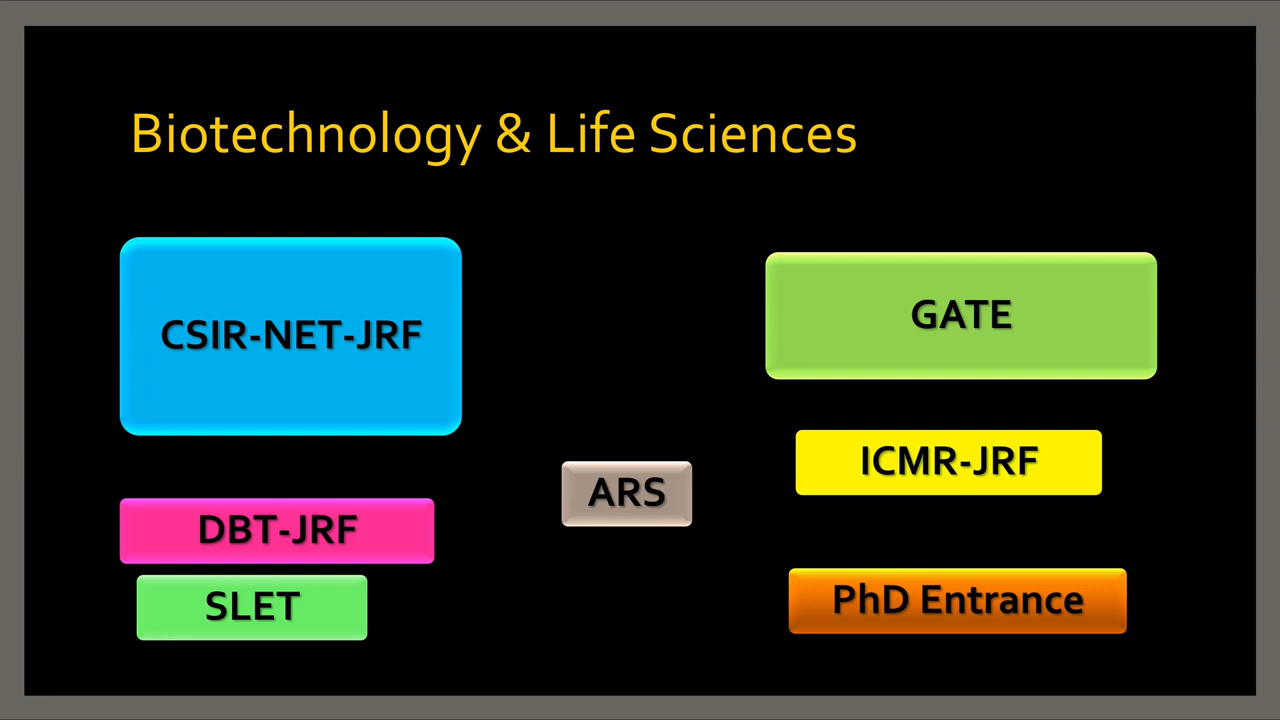 Biotechnology & Life Sciences
CSIR-NET-JRF
GATE
ICMR-JRF
ARS
DBT-JRF
SLET
PhD Entrance